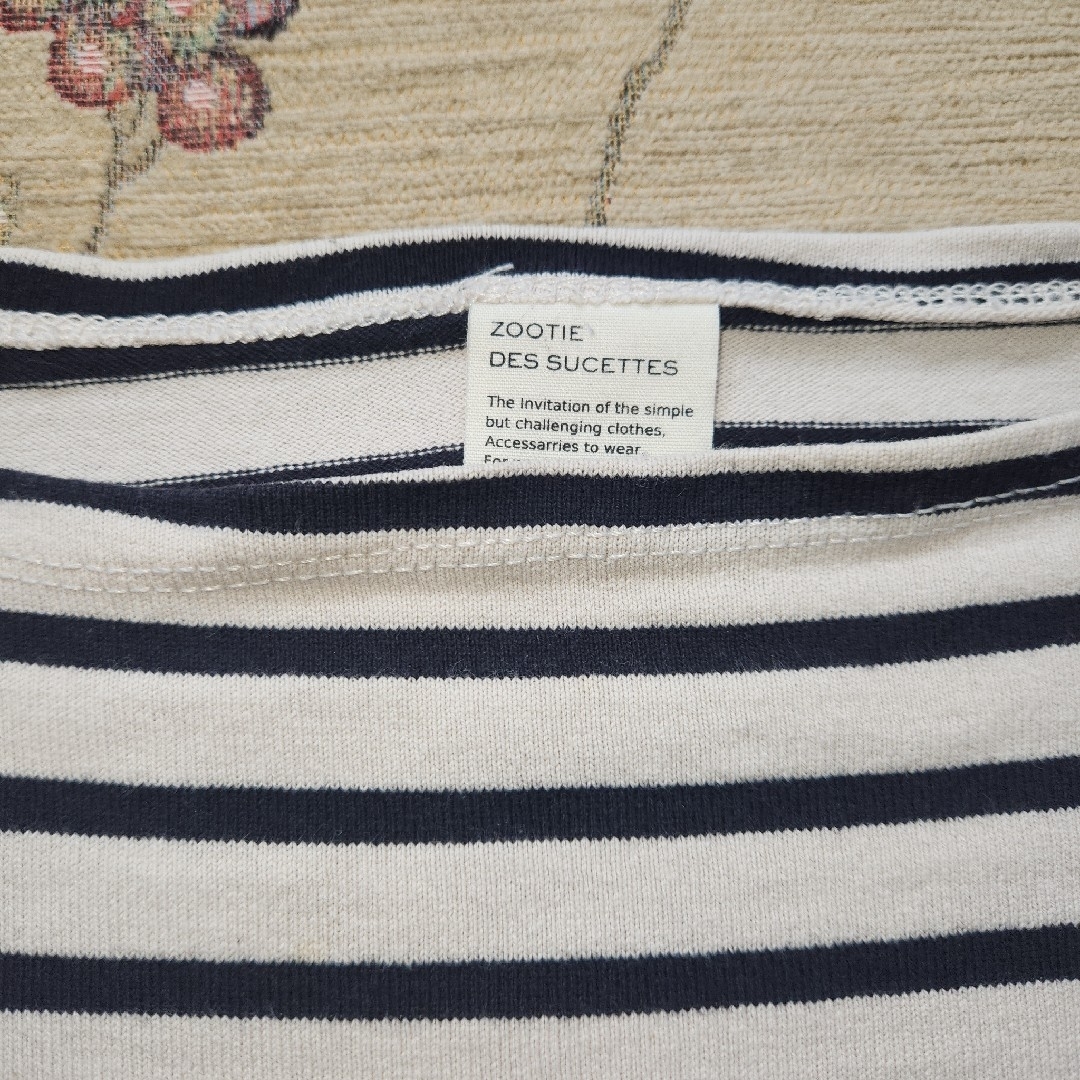 ZOOTIE
DES SUCETTES
The Invitation of the simple
but challenging clothes,
Accessarries to wear